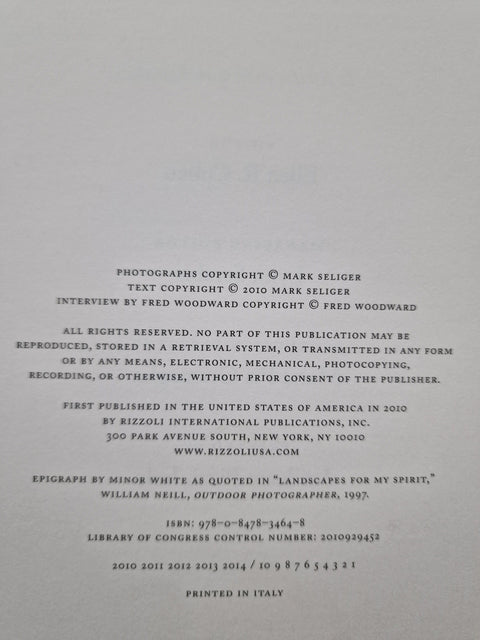 PHOTOGRAPHS COPYRIGHT © MARK SELIGER
TEXT COPYRIGHT © 2010 MARK SELIGER
INTERVIEW BY FRED WOODWARD COPYRIGHT © FRED WOODWARD
ALL RIGHTS RESERVED. NO PART OF THIS PUBLICATION MAY BE
REPRODUCED, STORED IN A RETRIEVAL SYSTEM, OR TRANSMITTED IN ANY FORM
OR BY ANY MEANS, ELECTRONIC, MECHANICAL, PHOTOCOPYING,
RECORDING, OR OTHERWISE, WITHOUT PRIOR CONSENT OF THE PUBLISHER.
FIRST PUBLISHED IN THE UNITED STATES OF AMERICA IN 2010
BY RIZZOLI INTERNATIONAL PUBLICATIONS, INC.
300 PARK AVENUE SOUTH, NEW YORK, NY 10010
WWW.RIZZOLIUSA.COM
EPIGRAPH BY MINOR WHITE AS QUOTED IN "LANDSCAPES FOR MY SPIRIT,"
WILLIAM NEILL, OUTDOOR PHOTOGRAPHER, 1997.
ISBN: 978-0-8478-3464-8
LIBRARY OF CONGRESS CONTROL NUMBER: 2010929452
2010 2011 2012 2013 2014 / 10 9 8 7 6 5 4 3 2 1
PRINTED IN ITALY